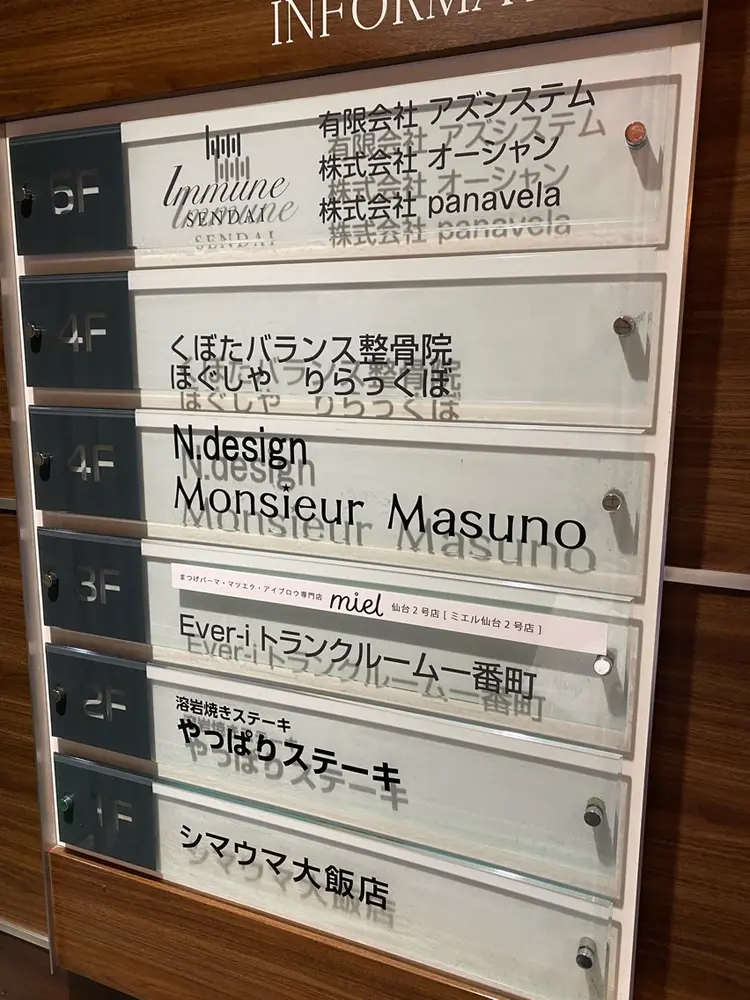 INFORMA
5F
Immune
SENDAI
有限会社 アズシステム
株式会社 オーシャン
株式会社 panavela
4F
くぼたバランス整骨院
ほぐしや りらっくぼ
4F
N.design
Monsieur Masuno
3F
まつげパーマ・マツエク・アイブロウ専門店 miel 仙台2号店 [ ミエル仙台2号店 ]
Ever-i トランクルーム一番町
2F
溶岩焼きステーキ
やっぱりステーキ
1F
シマウマ大飯店